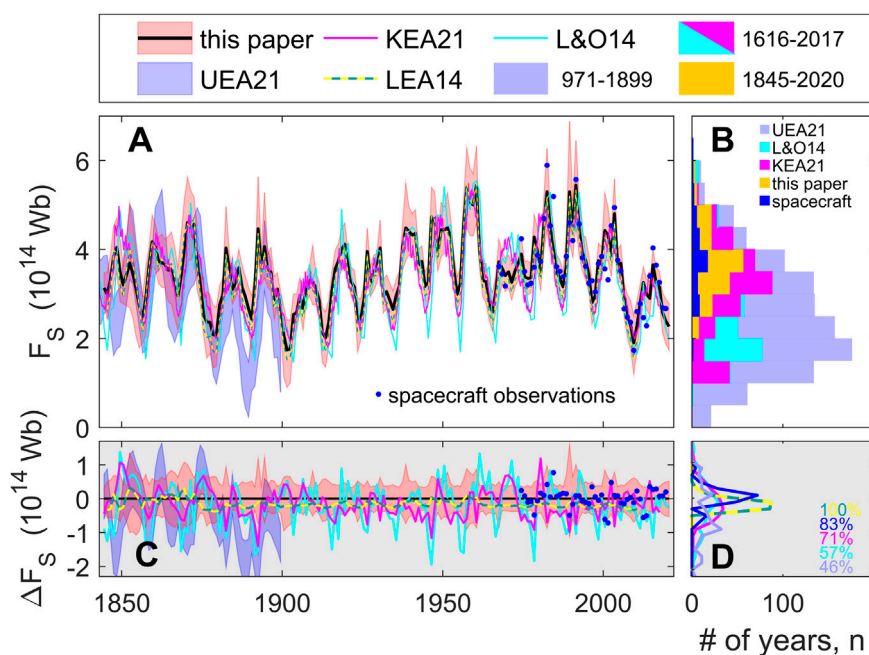 this paper KEA21 L&O14 1616-2017
UEA21 LEA14 971-1899 1845-2020
A
B
UEA21
L&O14
KEA21
this paper
spacecraft
6
4
2
0
F_S (10^14 Wb)
spacecraft observations
1
0
-1
-2
ΔF_S (10^14 Wb)
C
D
100%
83%
71%
57%
46%
1850 1900 1950 2000
0 100
# of years, n